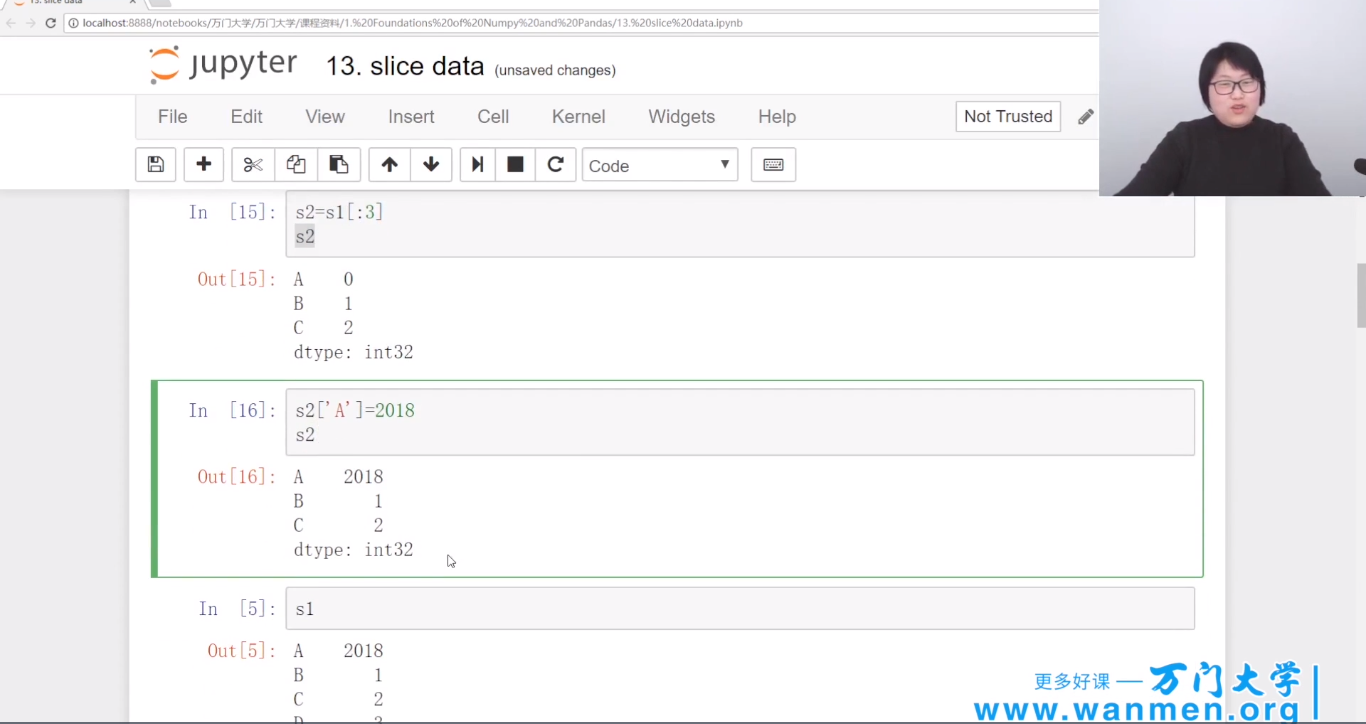 13. slice data
localhost:8888/notebooks/万门大学/万门大学/课程资料/1.%20Foundations%20of%20Numpy%20and%20Pandas/13.%20slice%20data.ipynb
jupyter 13. slice data (unsaved changes)
File Edit View Insert Cell Kernel Widgets Help Not Trusted
Code
In [15]: s2=s1[:3]
s2
Out[15]: A 0
B 1
C 2
dtype: int32
In [16]: s2['A']=2018
s2
Out[16]: A 2018
B 1
C 2
dtype: int32
In [5]: s1
Out[5]: A 2018
B 1
C 2
D 3
更多好课 — 万门大学
www.wanmen.org